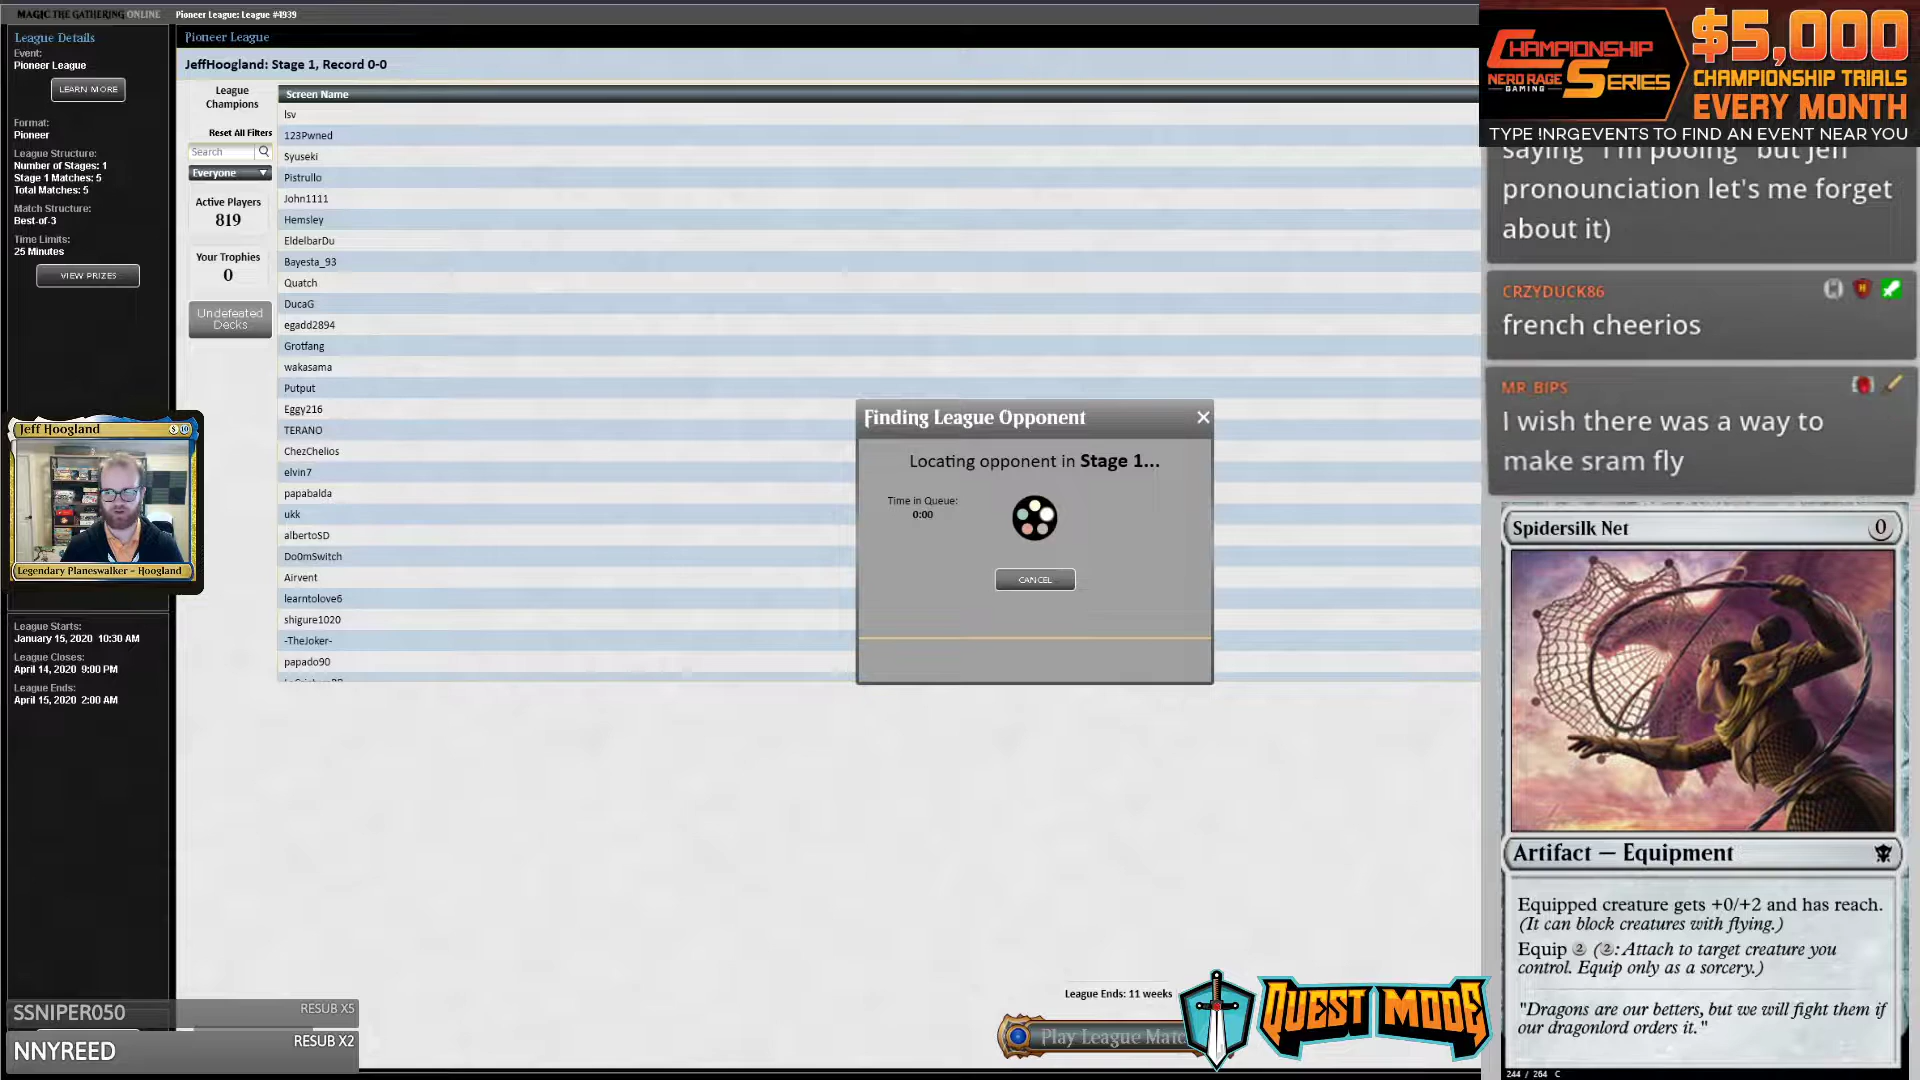 MAGIC THE GATHERING ONLINE
Pioneer League: League #4939
League Details
Event:
Pioneer League
LEARN MORE
Format:
Pioneer
League Structure:
Number of Stages: 1
Stage 1 Matches: 5
Total Matches: 5
Match Structure:
Best-of-3
Time Limits:
25 Minutes
VIEW PRIZES
Jeff Hoogland
Legendary Planeswalker - Hoogland
League Starts:
January 15, 2020 10:30 AM
League Closes:
April 14, 2020 9:00 PM
League Ends:
April 15, 2020 2:00 AM
SSNIPER050
RESUB X5
NNYREED
RESUB X2
Pioneer League
JeffHoogland: Stage 1, Record 0-0
League
Champions
Reset All Filters
Search
Everyone
Active Players
819
Your Trophies
0
Undefeated
Decks
Screen Name
lsv
123Pwned
Syuseki
Pistrullo
John1111
Hemsley
EldelbarDu
Bayesta_93
Quatch
DucaG
egadd2894
Grotfang
wakasama
Putput
Eggy216
TERANO
ChezChelios
elvin7
papabalda
ukk
albertoSD
Do0mSwitch
Airvent
learntolove6
shigure1020
-TheJoker-
papado90
Finding League Opponent
Locating opponent in Stage 1...
Time in Queue:
0:00
CANCEL
League Ends: 11 weeks
Play League Matc
QUEST MODE
CHAMPIONSHIP
NERD RAGE
GAMING
SERIES
$5,000
CHAMPIONSHIP TRIALS
EVERY MONTH
TYPE !NRGEVENTS TO FIND AN EVENT NEAR YOU
saying "I'm pooing" but Jeff
pronounciation let's me forget
about it)
CRZYDUCK86
french cheerios
MR_BIPS
I wish there was a way to
make sram fly
Spidersilk Net
0
Artifact — Equipment
Equipped creature gets +0/+2 and has reach.
(It can block creatures with flying.)
Equip 2 (2: Attach to target creature you
control. Equip only as a sorcery.)
"Dragons are our betters, but we will fight them if
our dragonlord orders it."
244 / 264 C